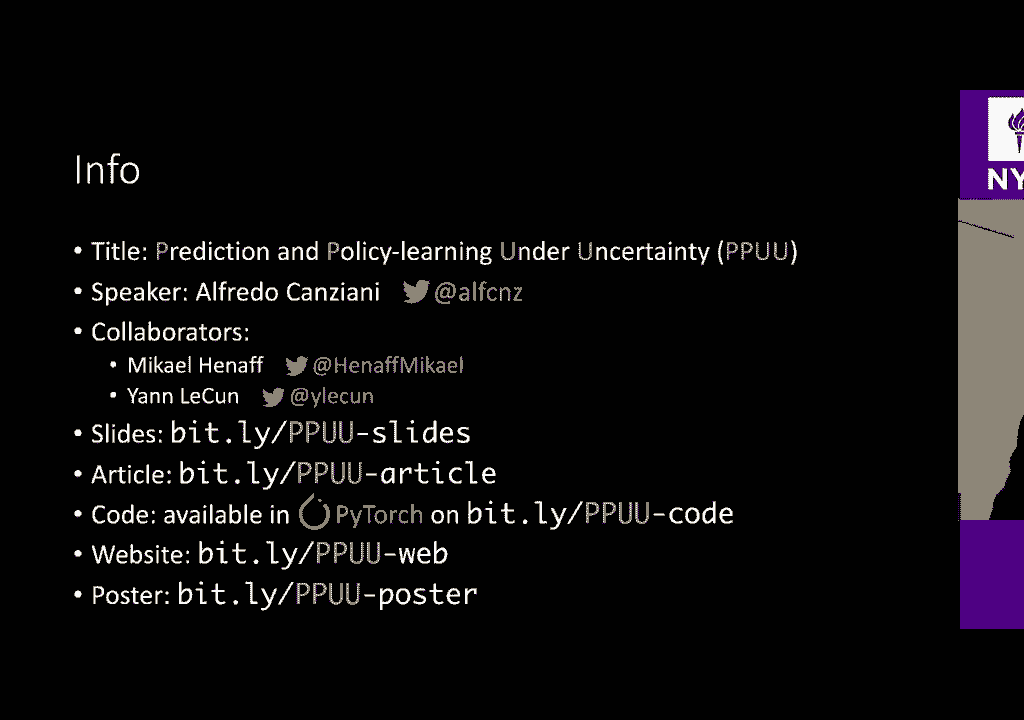 Info
• Title: Prediction and Policy-learning Under Uncertainty (PPUU)
• Speaker: Alfredo Canziani @alfcnz
• Collaborators:
• Mikael Henaff @HenaffMikael
• Yann LeCun @ylecun
• Slides: bit.ly/PPUU-slides
• Article: bit.ly/PPUU-article
• Code: available in PyTorch on bit.ly/PPUU-code
• Website: bit.ly/PPUU-web
• Poster: bit.ly/PPUU-poster
NY